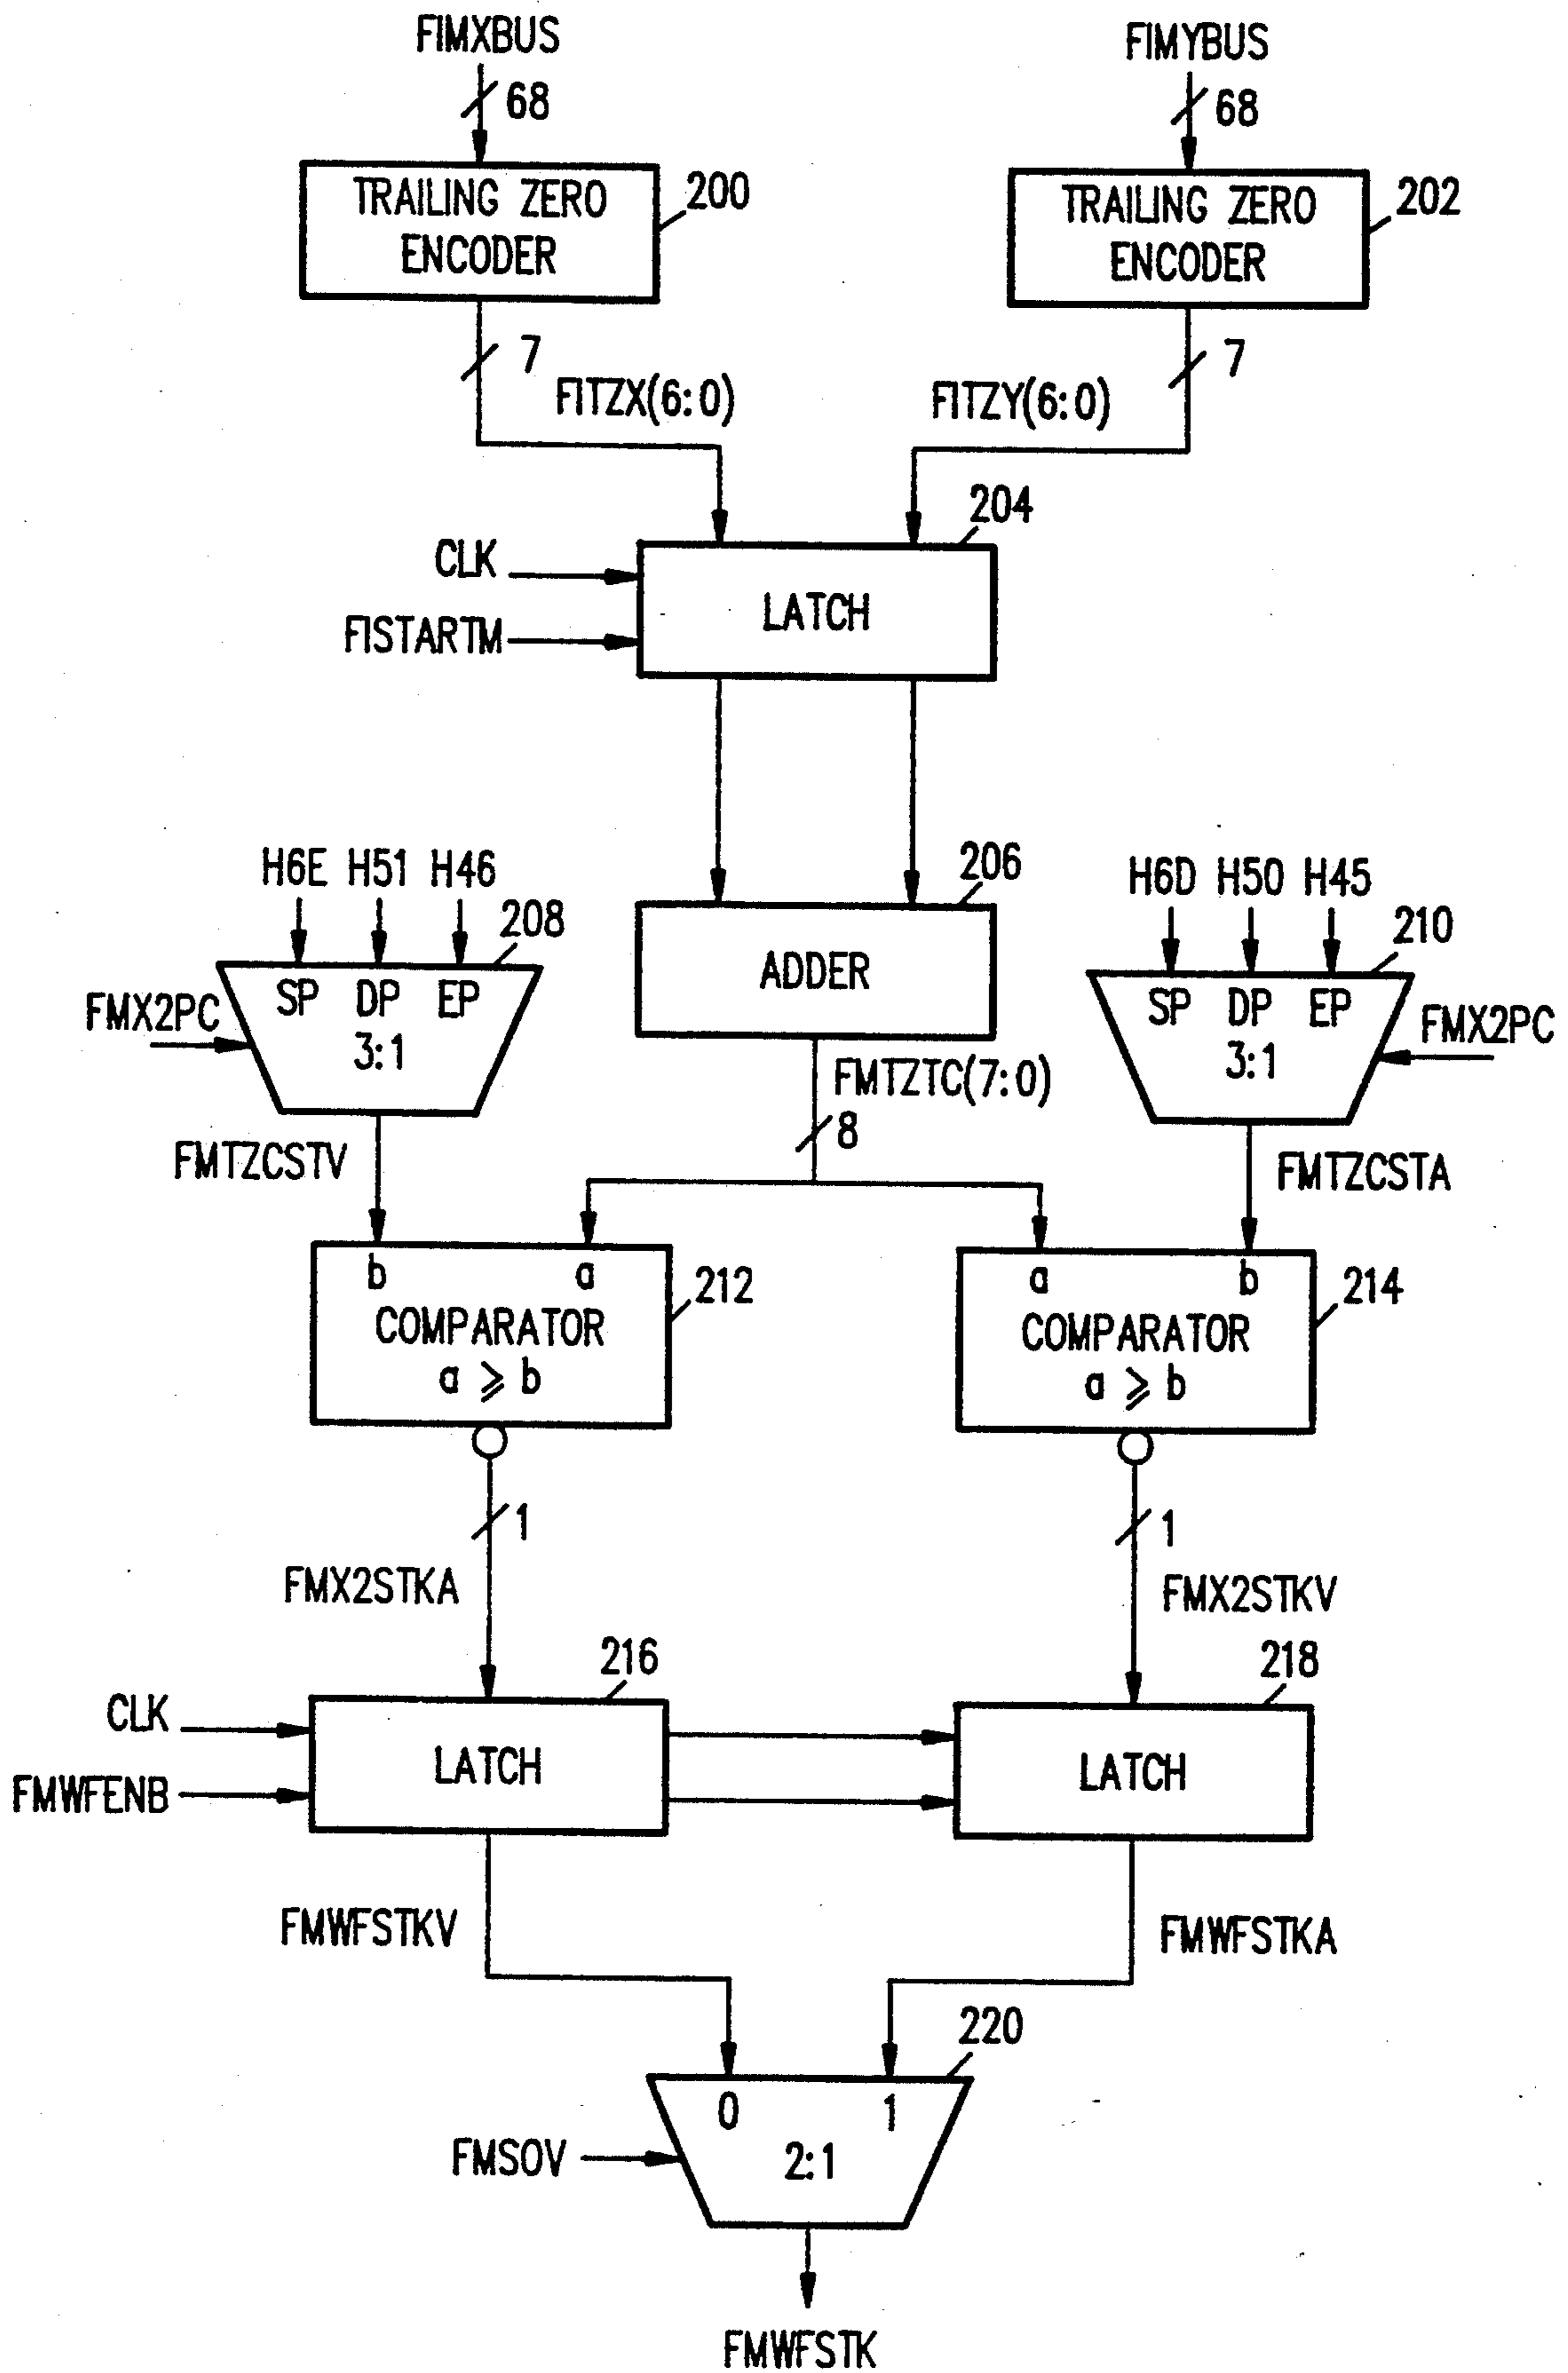 FIMXBUS
FIMYBUS
68
68
TRAILING ZERO
ENCODER
200
TRAILING ZERO
ENCODER
202
7
7
FITZX(6:0)
FITZY(6:0)
204
CLK
FISTARTM
LATCH
H6E H51 H46
208
206
H6D H50 H45
210
ADDER
SP DP EP
3:1
FMX2PC
SP DP EP
3:1
FMX2PC
FMTZTC(7:0)
8
FMTZCSTV
FMTZCSTA
b a
COMPARATOR
a ⩾ b
212
a b
COMPARATOR
a ⩾ b
214
1
1
FMX2STKA
FMX2STKV
216
218
CLK
FMWFENB
LATCH
LATCH
FMWFSTKV
FMWFSTKA
220
0 1
2:1
FMSOV
FMWFSTK